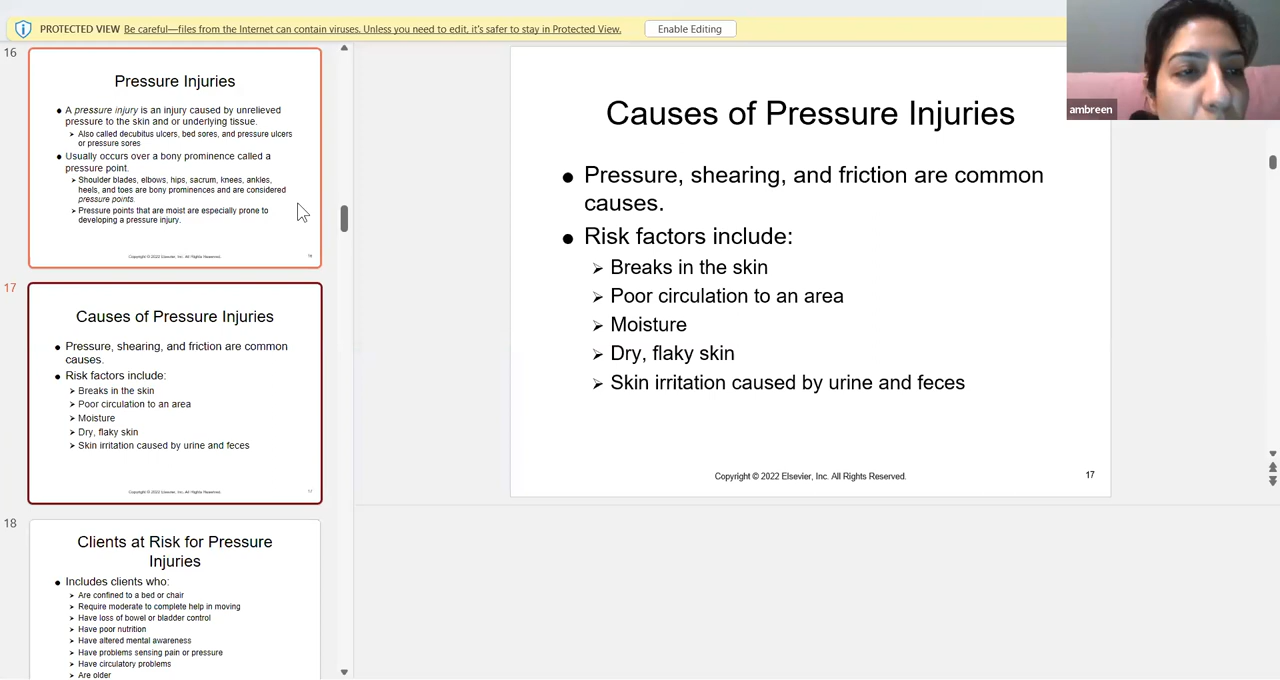 PROTECTED VIEW Be careful—files from the Internet can contain viruses. Unless you need to edit, it's safer to stay in Protected View. Enable Editing
16
Pressure Injuries
● A pressure injury is an injury caused by unrelieved
pressure to the skin and or underlying tissue.
➢ Also called decubitus ulcers, bed sores, and pressure ulcers
or pressure sores
● Usually occurs over a bony prominence called a
pressure point.
➢ Shoulder blades, elbows, hips, sacrum, knees, ankles,
heels, and toes are bony prominences and are considered
pressure points.
➢ Pressure points that are moist are especially prone to
developing a pressure injury.
Copyright © 2022 Elsevier, Inc. All Rights Reserved. 16
17
Causes of Pressure Injuries
● Pressure, shearing, and friction are common
causes.
● Risk factors include:
➢ Breaks in the skin
➢ Poor circulation to an area
➢ Moisture
➢ Dry, flaky skin
➢ Skin irritation caused by urine and feces
Copyright © 2022 Elsevier, Inc. All Rights Reserved. 17
18
Clients at Risk for Pressure
Injuries
● Includes clients who:
➢ Are confined to a bed or chair
➢ Require moderate to complete help in moving
➢ Have loss of bowel or bladder control
➢ Have poor nutrition
➢ Have altered mental awareness
➢ Have problems sensing pain or pressure
➢ Have circulatory problems
➢ Are older
Causes of Pressure Injuries
● Pressure, shearing, and friction are common
causes.
● Risk factors include:
➢ Breaks in the skin
➢ Poor circulation to an area
➢ Moisture
➢ Dry, flaky skin
➢ Skin irritation caused by urine and feces
Copyright © 2022 Elsevier, Inc. All Rights Reserved. 17
ambreen